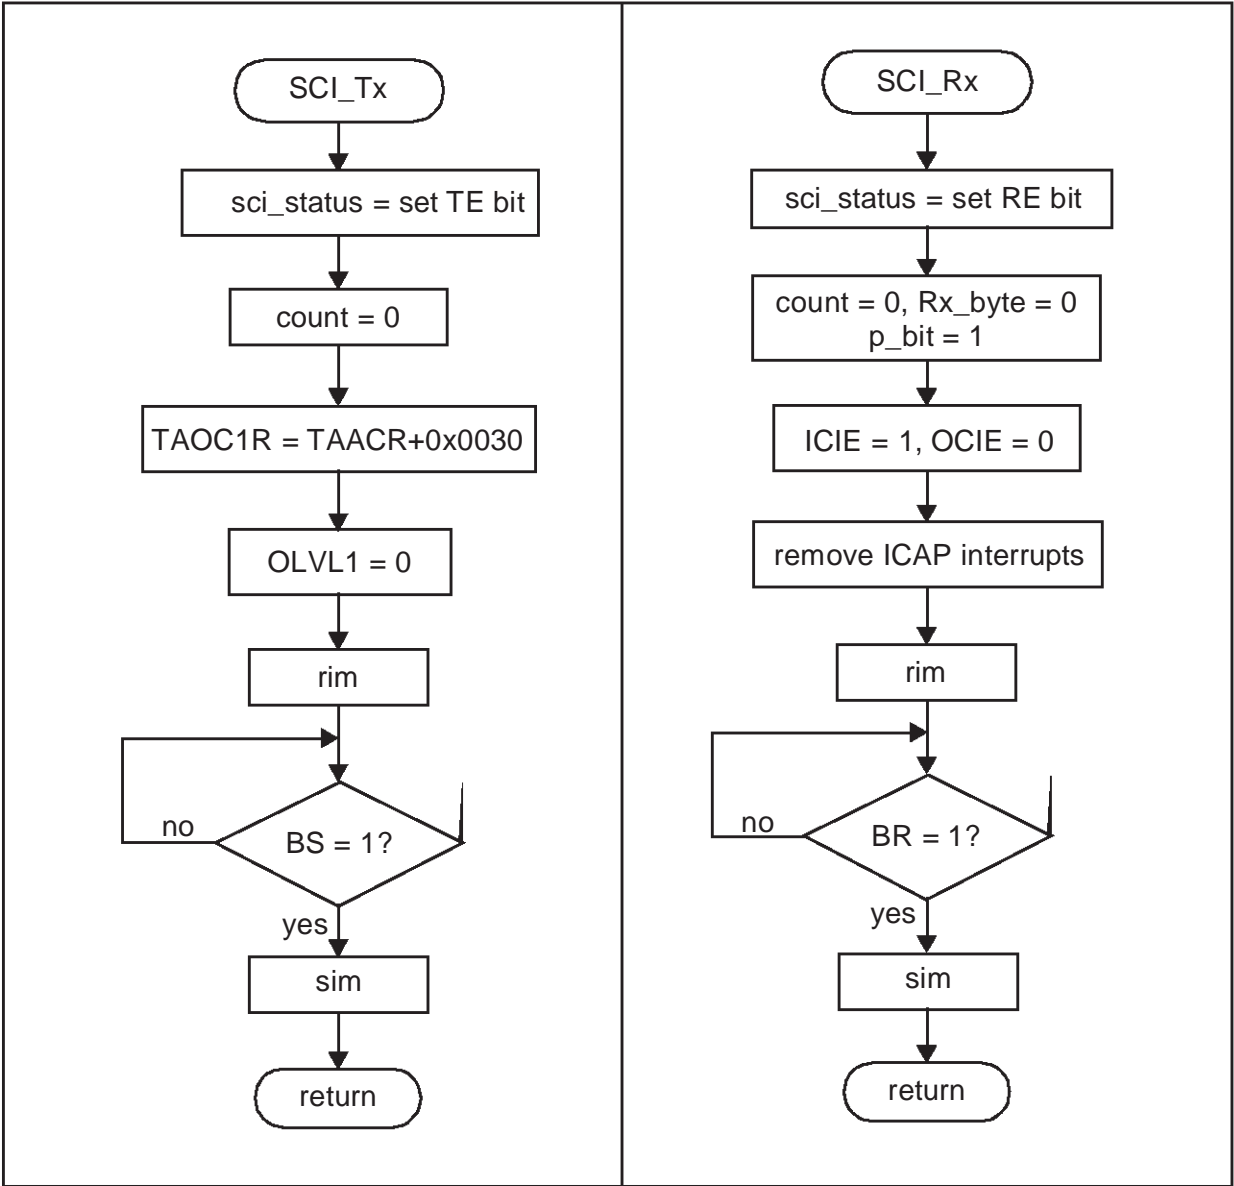 SCI_Tx
sci_status = set TE bit
count = 0
TAOC1R = TAACR+0x0030
OLVL1 = 0
rim
no
BS = 1?
yes
sim
return
SCI_Rx
sci_status = set RE bit
count = 0, Rx_byte = 0
p_bit = 1
ICIE = 1, OCIE = 0
remove ICAP interrupts
rim
no
BR = 1?
yes
sim
return